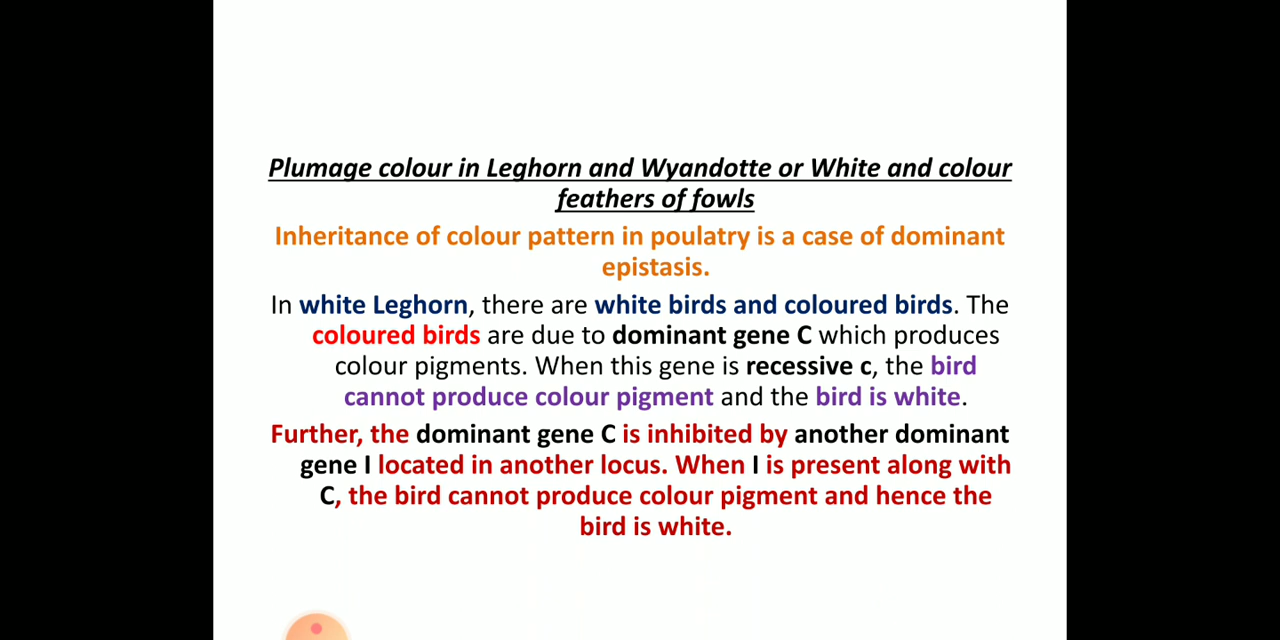 Plumage colour in Leghorn and Wyandotte or White and colour
feathers of fowls
Inheritance of colour pattern in poulatry is a case of dominant
epistasis.
In white Leghorn, there are white birds and coloured birds. The
coloured birds are due to dominant gene C which produces
colour pigments. When this gene is recessive c, the bird
cannot produce colour pigment and the bird is white.
Further, the dominant gene C is inhibited by another dominant
gene I located in another locus. When I is present along with
C, the bird cannot produce colour pigment and hence the
bird is white.